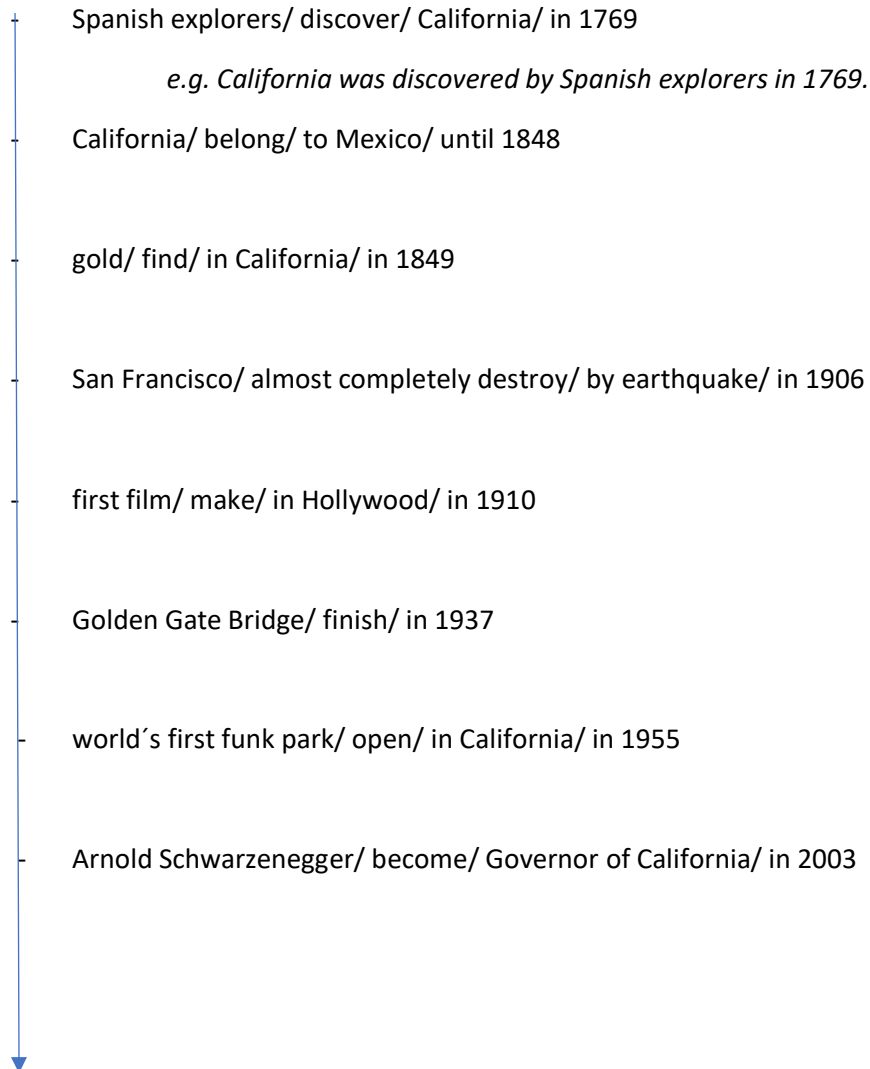 - Spanish explorers/ discover/ California/ in 1769
e.g. California was discovered by Spanish explorers in 1769.
- California/ belong/ to Mexico/ until 1848
- gold/ find/ in California/ in 1849
- San Francisco/ almost completely destroy/ by earthquake/ in 1906
- first film/ make/ in Hollywood/ in 1910
- Golden Gate Bridge/ finish/ in 1937
- world´s first funk park/ open/ in California/ in 1955
- Arnold Schwarzenegger/ become/ Governor of California/ in 2003